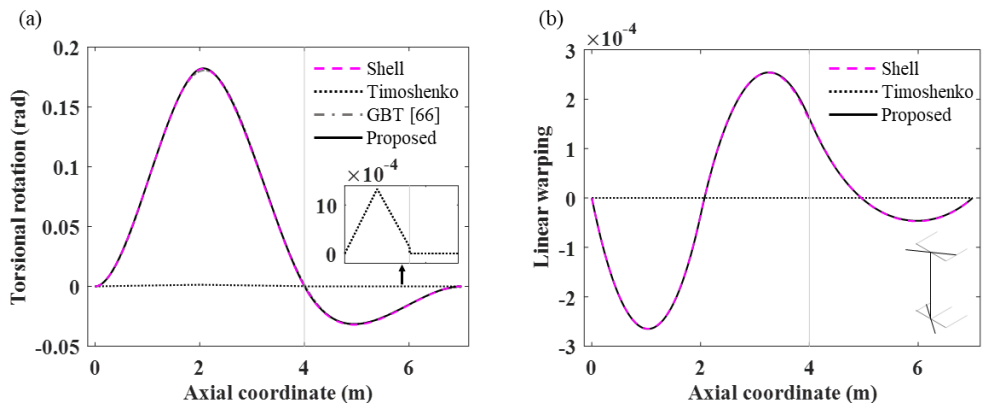 (a)
0.2
0.15
0.1
0.05
0
-0.05
Torsional rotation (rad)
Shell
Timoshenko
GBT [66]
Proposed
×10⁻⁴
10
0
0 2 4 6
Axial coordinate (m)
(b)
×10⁻⁴
3
2
1
0
-1
-2
-3
Linear warping
Shell
Timoshenko
Proposed
0 2 4 6
Axial coordinate (m)